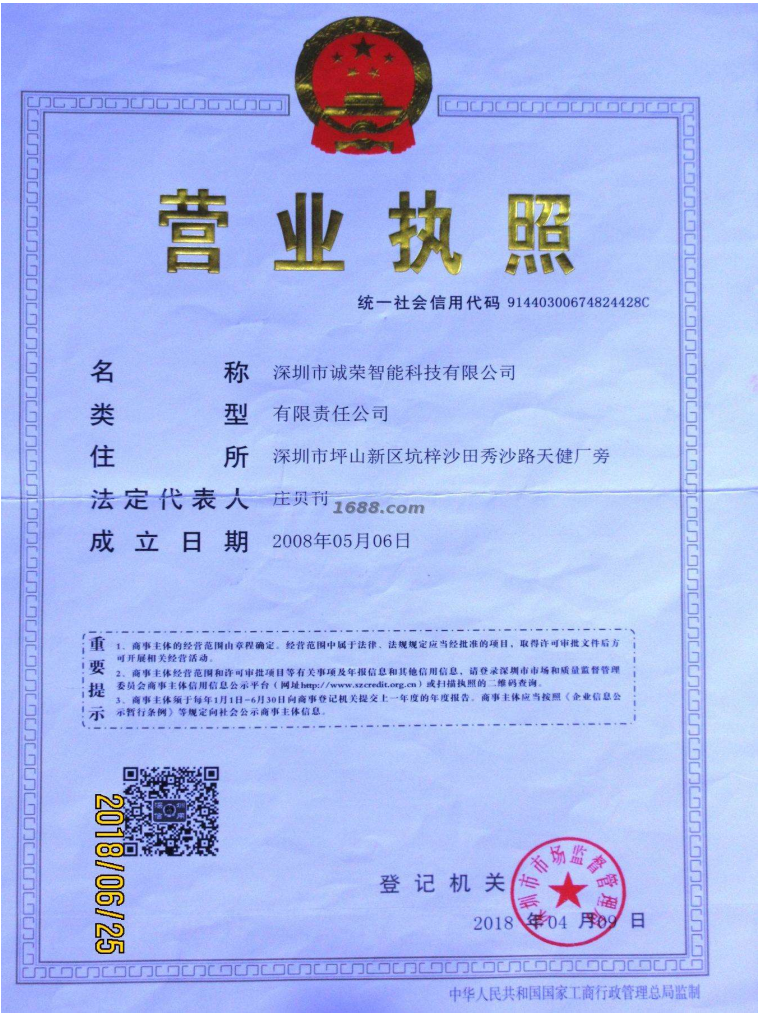 营业执照
统一社会信用代码 91440300674824428C
名称 深圳市诚荣智能科技有限公司
类型 有限责任公司
住所 深圳市坪山新区坑梓沙田秀沙路天健厂旁
法定代表人 庄贝刊
1688.com
成立日期 2008年05月06日
重要提示
1、商事主体的经营范围由章程确定。经营范围中属于法律、法规规定应当经批准的项目，取得许可审批文件后方
可开展相关经营活动。
2、商事主体经营范围和许可审批项目等有关事项及年报信息和其他信用信息，请登录深圳市市场和质量监督管理
委员会商事主体信用信息公示平台（网址http://www.szcredit.org.cn）或扫描执照的二维码查询。
3、商事主体须于每年1月1日-6月30日向商事登记机关提交上一年度的年度报告。商事主体应当按照《企业信息公
示暂行条例》等规定向社会公示商事主体信息。
2018/06/25
登记机关
深圳市市场监督管理局
2018 年 04 月 09 日
中华人民共和国国家工商行政管理总局监制